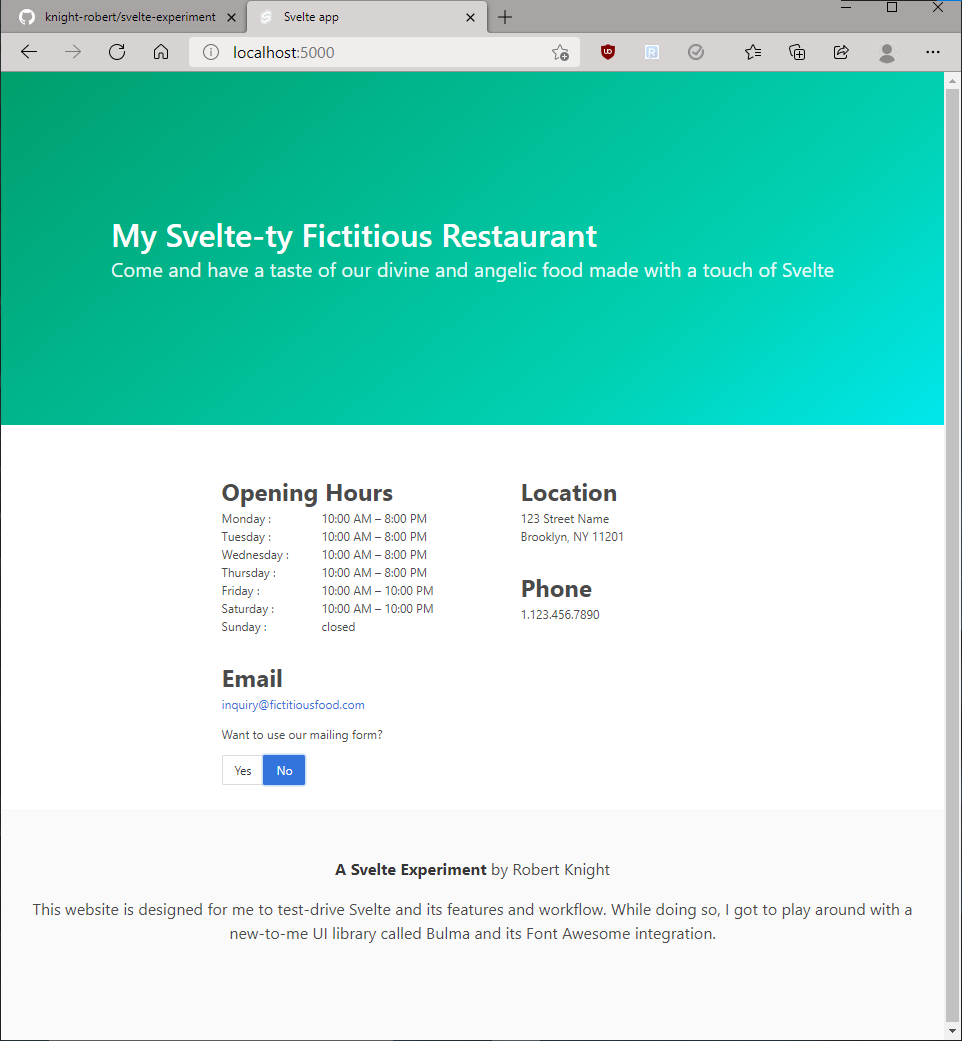 knight-robert/svelte-experiment
Svelte app
localhost:5000
My Svelte-ty Fictitious Restaurant
Come and have a taste of our divine and angelic food made with a touch of Svelte
Opening Hours
Monday : 10:00 AM – 8:00 PM
Tuesday : 10:00 AM – 8:00 PM
Wednesday : 10:00 AM – 8:00 PM
Thursday : 10:00 AM – 8:00 PM
Friday : 10:00 AM – 10:00 PM
Saturday : 10:00 AM – 10:00 PM
Sunday : closed
Location
123 Street Name
Brooklyn, NY 11201
Phone
1.123.456.7890
Email
inquiry@fictitiousfood.com
Want to use our mailing form?
Yes No
A Svelte Experiment by Robert Knight
This website is designed for me to test-drive Svelte and its features and workflow. While doing so, I got to play around with a
new-to-me UI library called Bulma and its Font Awesome integration.